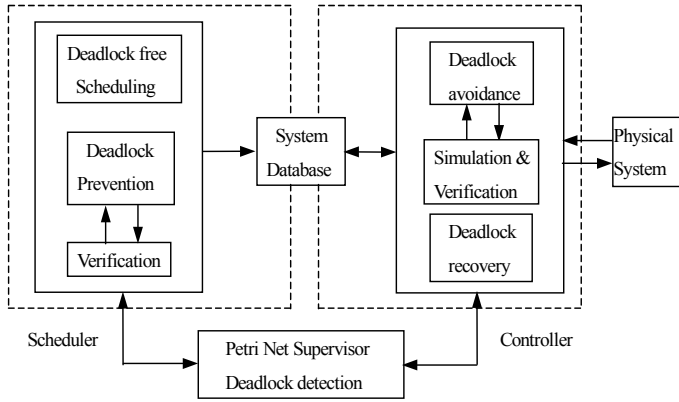 Deadlock free
Scheduling
Deadlock
Prevention
Verification
System
Database
Deadlock
avoidance
Simulation &
Verification
Deadlock
recovery
Physical
System
Scheduler
Petri Net Supervisor
Deadlock detection
Controller